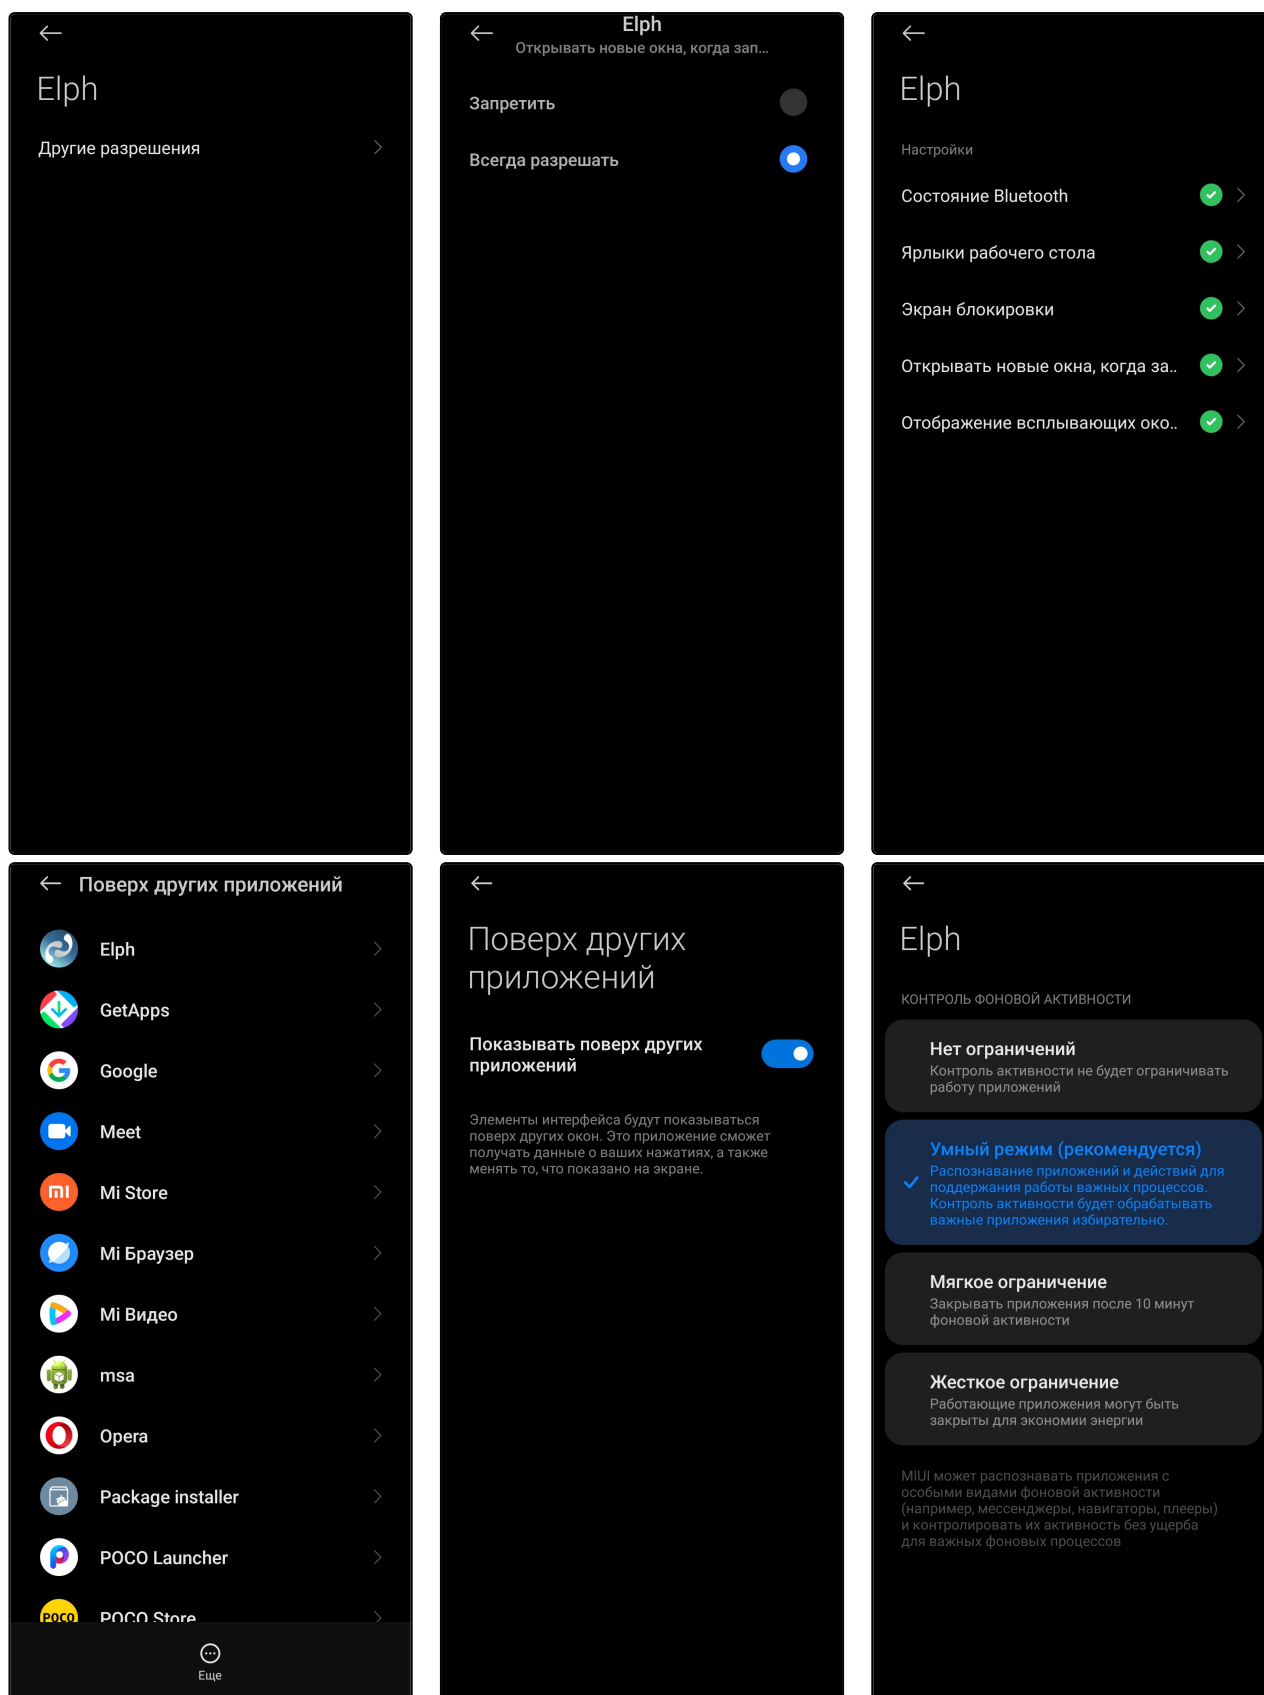 Elph
Другие разрешения
Elph
Открывать новые окна, когда зап...
Запретить
Всегда разрешать
Elph
Настройки
Состояние Bluetooth
Ярлыки рабочего стола
Экран блокировки
Открывать новые окна, когда за..
Отображение всплывающих око..
Поверх других приложений
Elph
GetApps
Google
Meet
Mi Store
Mi Браузер
Mi Видео
msa
Opera
Package installer
POCO Launcher
POCO
POCO Store
Еще
Поверх других
приложений
Показывать поверх других
приложений
Элементы интерфейса будут показываться
поверх других окон. Это приложение сможет
получать данные о ваших нажатиях, а также
менять то, что показано на экране.
Elph
КОНТРОЛЬ ФОНОВОЙ АКТИВНОСТИ
Нет ограничений
Контроль активности не будет ограничивать
работу приложений
Умный режим (рекомендуется)
Распознавание приложений и действий для
поддержания работы важных процессов.
Контроль активности будет обрабатывать
важные приложения избирательно.
Мягкое ограничение
Закрывать приложения после 10 минут
фоновой активности
Жесткое ограничение
Работающие приложения могут быть
закрыты для экономии энергии
MIUI может распознавать приложения с
особыми видами фоновой активности
(например, мессенджеры, навигаторы, плееры)
и контролировать их активность без ущерба
для важных фоновых процессов